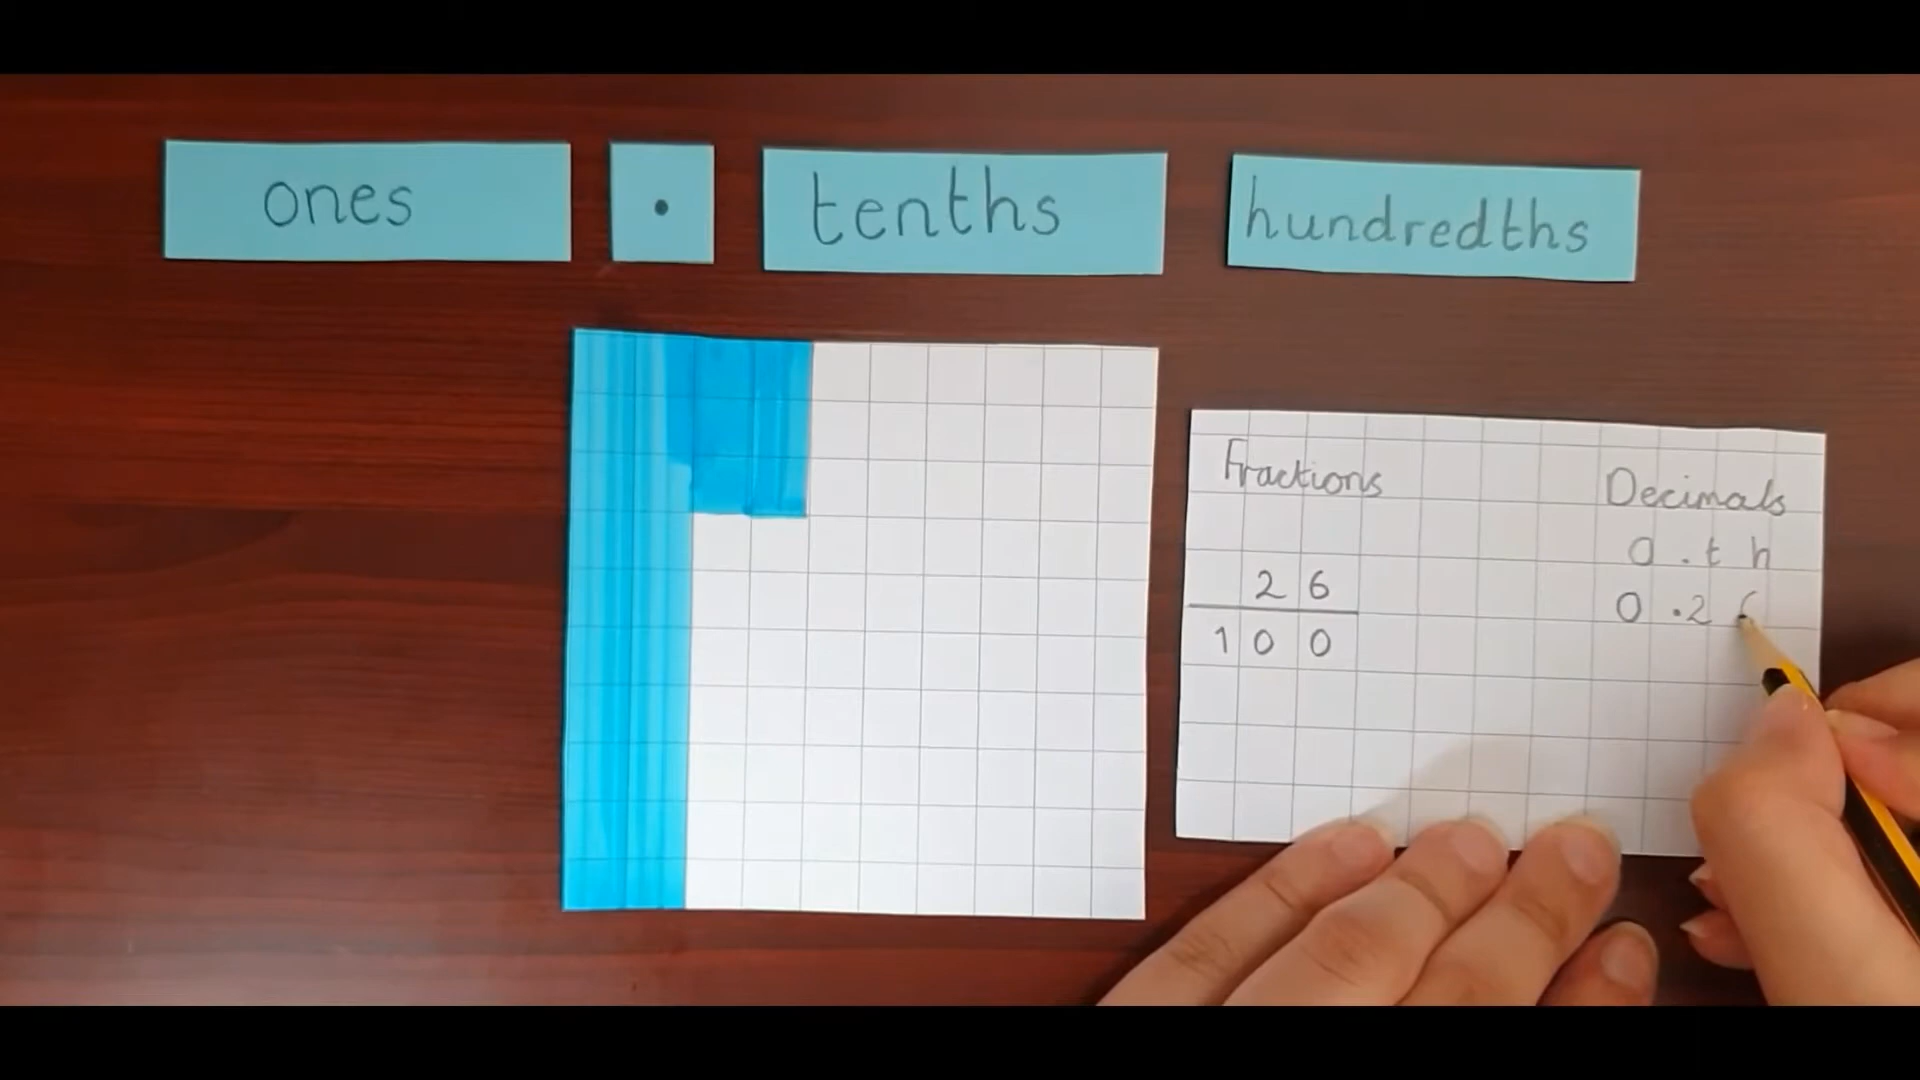 ones . tenths hundredths
Fractions Decimals
O . t h
26
0 . 2
100